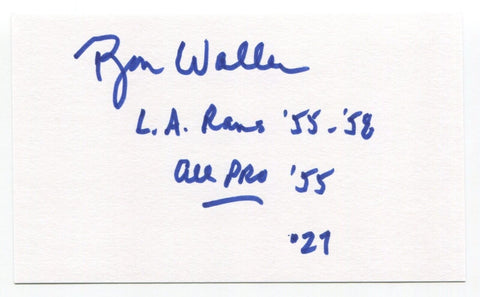 Ron Waller
L.A. Rams '55-'58
All PRO '55
#27